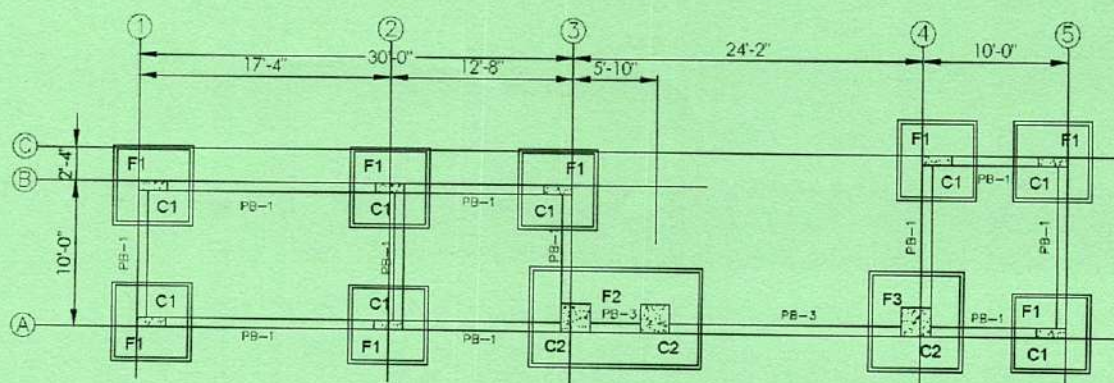 1 2 3 4 5
30'-0" 24'-2" 10'-0"
17'-4" 12'-8" 5'-10"
C
2'-4"
B
10'-0"
A
F1 F1 F1 F1 F1
C1 C1 C1 C1 C1
PB-1 PB-1 PB-1
PB-1 PB-1 PB-1 PB-1 PB-1
C1 C1 F2 F3 F1
PB-3 PB-3 PB-1
F1 PB-1 F1 PB-1 C2 C2 C2 C1